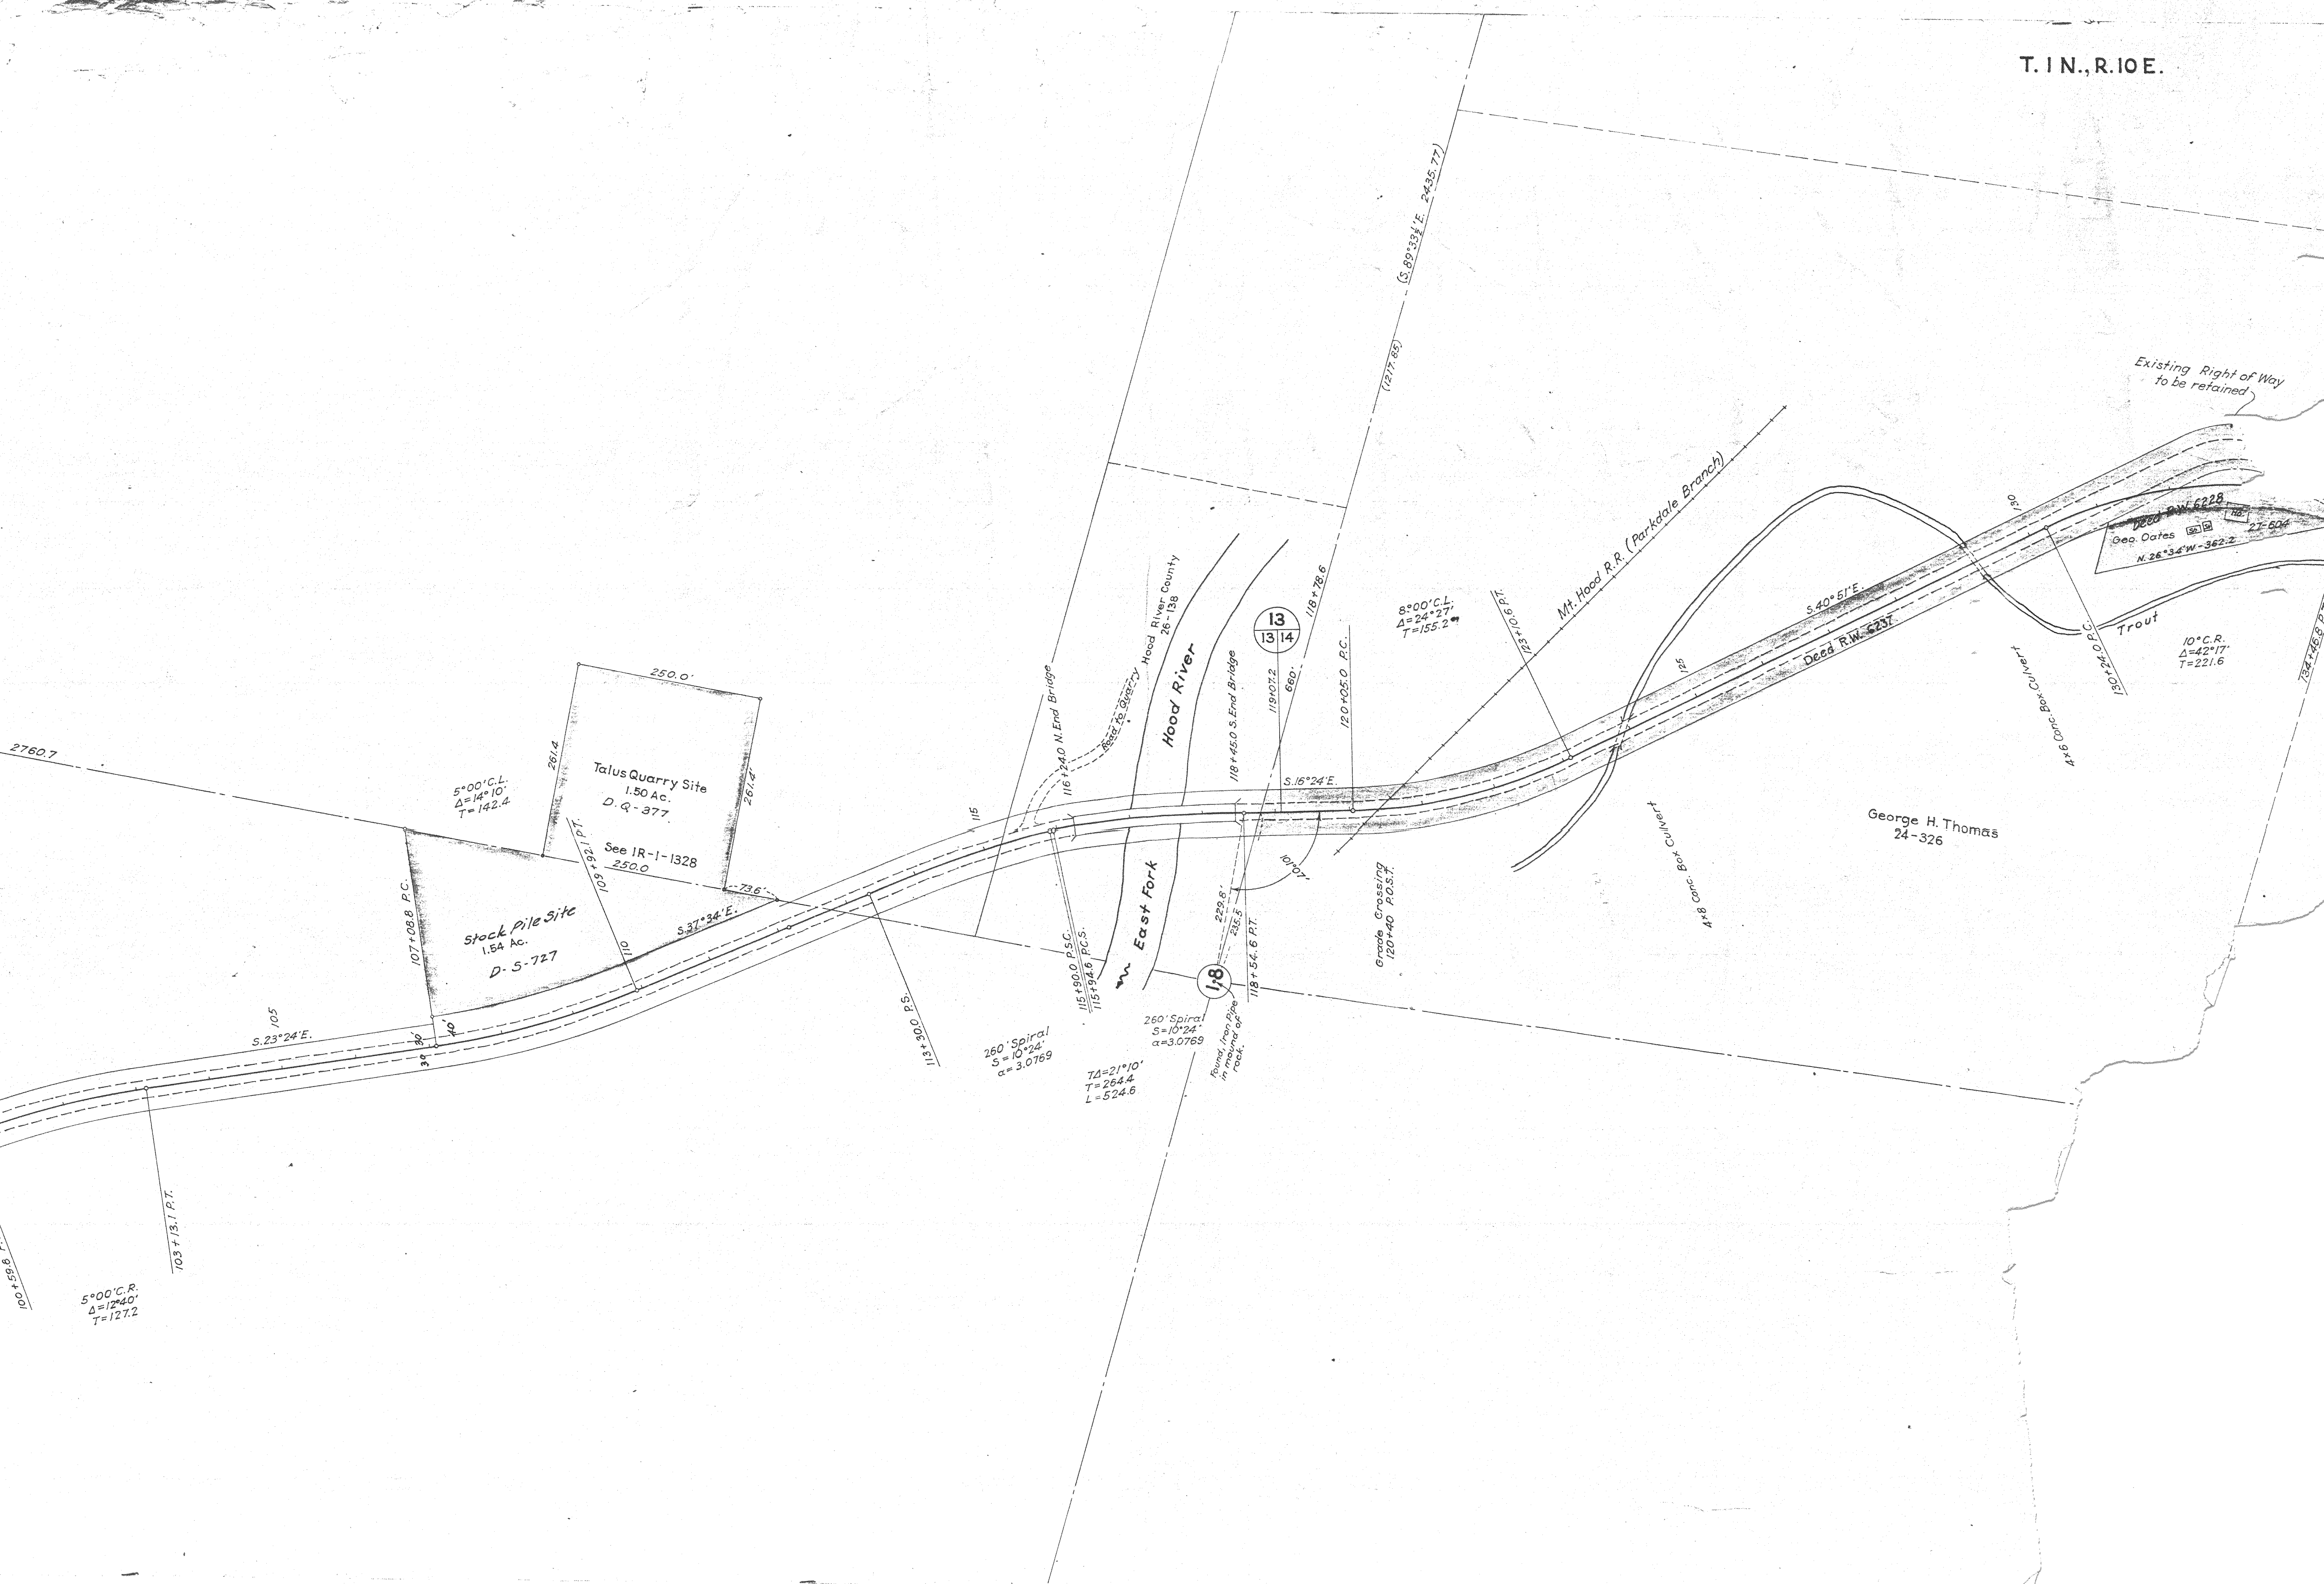 T. 1 N., R. 10 E.
(S. 89°33½'E. 2435.77)
(1217.85)
Existing Right of Way
to be retained
Mt. Hood R.R. (Parkdale Branch)
130
Deed R.W. 6228
Ho.
Geo. Oates
27-604
N. 26°34'W-362.2
Trout
10° C.R.
Δ=42°17'
T=221.6
130+24.0 P.C.
4x6 Conc. Box Culvert
S. 40°51'E.
Deed R.W. 6237
125
123+10.6 P.T.
8°00' C.L.
Δ=24°27'
T=155.2
118+78.6
13
13 14
119+07.2
660'
120+05.0 P.C.
118+45.0 S. End Bridge
Hood River County
26-138
Road to Quarry
Hood River
116+24.0 N. End Bridge
115
S. 16°24'E.
101°07'
George H. Thomas
24-326
4x8 Conc. Box Culvert
Grade Crossing
120+40 P.O.S.T.
229.8'
235.5
118+54.6 P.T.
East Fork
1.8
Found, Iron Pipe
in mound of
rock.
115+90.0 P.S.C.
115+94.6 P.C.S.
260' Spiral
S=10°24'
a=3.0769
TΔ=21°10'
T=264.4
L=524.6
260' Spiral
S=10°24'
a=3.0769
113+30.0 P.S.
2760.7
250.0'
261.4
Talus Quarry Site
1.50 Ac.
D.Q-377
261.4'
See 1R-1-1328
250.0
73.6'
5°00' C.L.
Δ=14°10'
T=142.4
109+92.1 P.T.
107+08.8 P.C.
Stock Pile Site
1.54 Ac.
D-S-727
S. 37°34'E.
110
105
S. 23°24'E.
30'
40'
103+13.1 P.T.
5°00' C.R.
Δ=12°40'
T=127.2
100+59.8